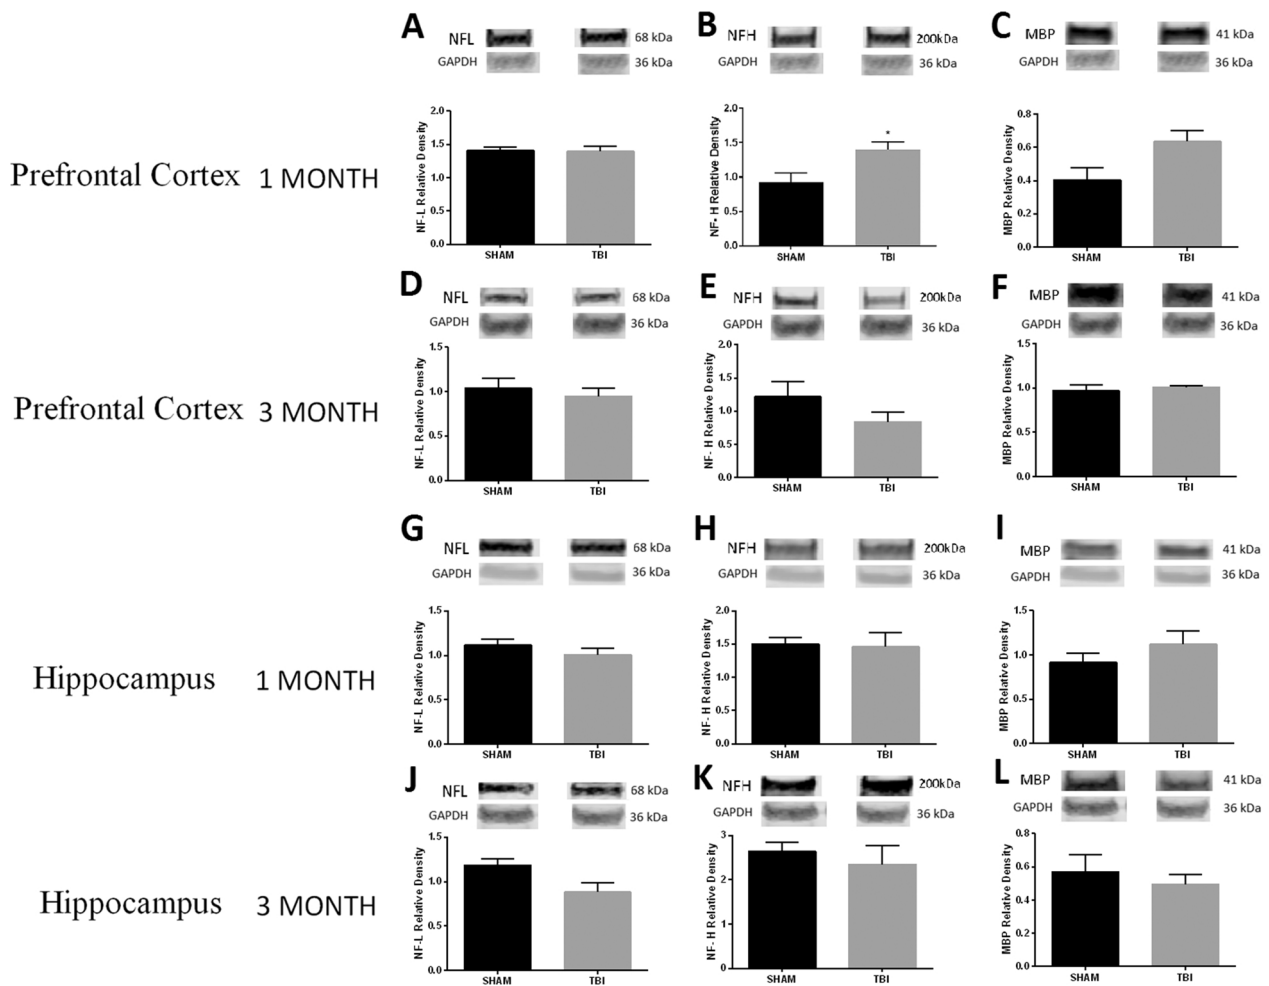 A
NFL 68 kDa
GAPDH 36 kDa
2.0
1.5
1.0
0.5
0.0
NF-L Relative Density
SHAM TBI
B
NFH 200kDa
GAPDH 36 kDa
2.0
1.5
1.0
0.5
0.0
NF-H Relative Density
*
SHAM TBI
C
MBP 41 kDa
GAPDH 36 kDa
0.8
0.6
0.4
0.2
0.0
MBP Relative Density
SHAM TBI
Prefrontal Cortex 1 MONTH
D
NFL 68 kDa
GAPDH 36 kDa
1.5
1.0
0.5
0.0
NF-L Relative Density
SHAM TBI
E
NFH 200kDa
GAPDH 36 kDa
2.0
1.5
1.0
0.5
0.0
NF-H Relative Density
SHAM TBI
F
MBP 41 kDa
GAPDH 36 kDa
1.5
1.0
0.5
0.0
MBP Relative Density
SHAM TBI
Prefrontal Cortex 3 MONTH
G
NFL 68 kDa
GAPDH 36 kDa
1.5
1.0
0.5
0.0
NF-L Relative Density
SHAM TBI
H
NFH 200kDa
GAPDH 36 kDa
2.0
1.5
1.0
0.5
0.0
NF-H Relative Density
SHAM TBI
I
MBP 41 kDa
GAPDH 36 kDa
1.5
1.0
0.5
0.0
MBP Relative Density
SHAM TBI
Hippocampus 1 MONTH
J
NFL 68 kDa
GAPDH 36 kDa
1.5
1.0
0.5
0.0
NF-L Relative Density
SHAM TBI
K
NFH 200kDa
GAPDH 36 kDa
3
2
1
0
NF-H Relative Density
SHAM TBI
L
MBP 41 kDa
GAPDH 36 kDa
0.8
0.6
0.4
0.2
0.0
MBP Relative Density
SHAM TBI
Hippocampus 3 MONTH